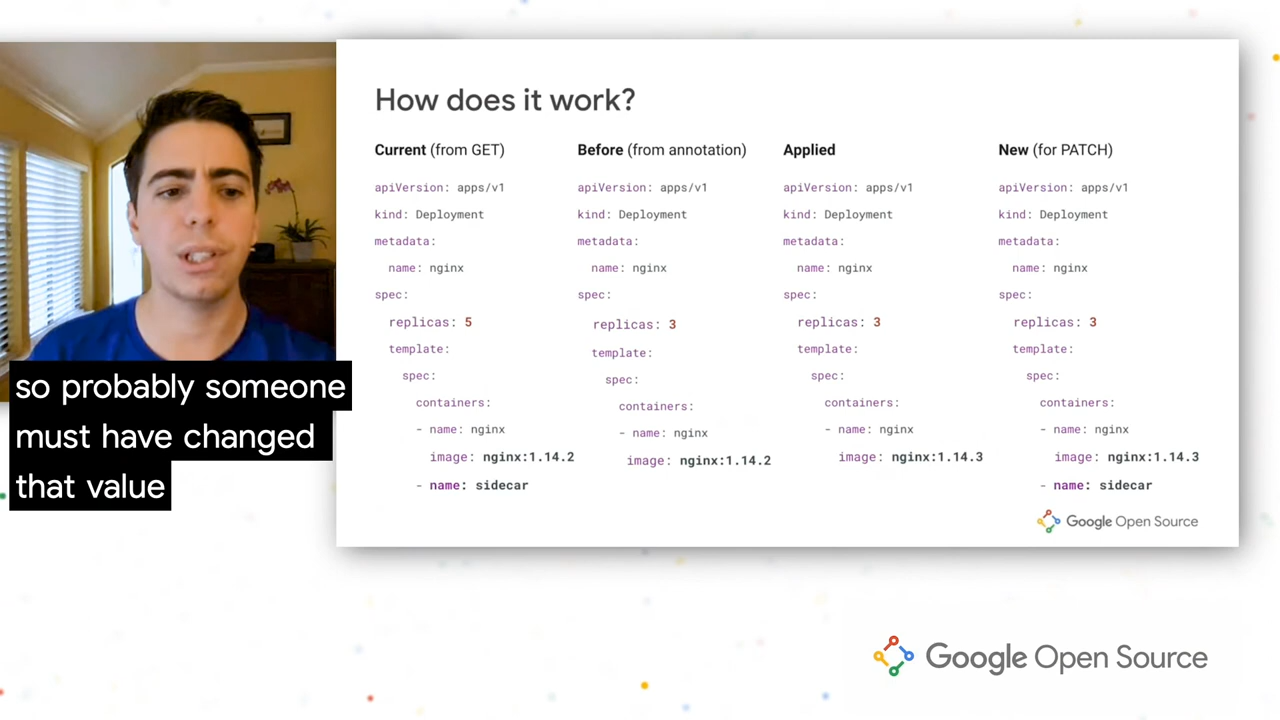 How does it work?
Current (from GET)
apiVersion: apps/v1
kind: Deployment
metadata:
name: nginx
spec:
replicas: 5
template:
spec:
containers:
- name: nginx
image: nginx:1.14.2
- name: sidecar
Before (from annotation)
apiVersion: apps/v1
kind: Deployment
metadata:
name: nginx
spec:
replicas: 3
template:
spec:
containers:
- name: nginx
image: nginx:1.14.2
Applied
apiVersion: apps/v1
kind: Deployment
metadata:
name: nginx
spec:
replicas: 3
template:
spec:
containers:
- name: nginx
image: nginx:1.14.3
New (for PATCH)
apiVersion: apps/v1
kind: Deployment
metadata:
name: nginx
spec:
replicas: 3
template:
spec:
containers:
- name: nginx
image: nginx:1.14.3
- name: sidecar
Google Open Source
so probably someone
must have changed
that value
Google Open Source